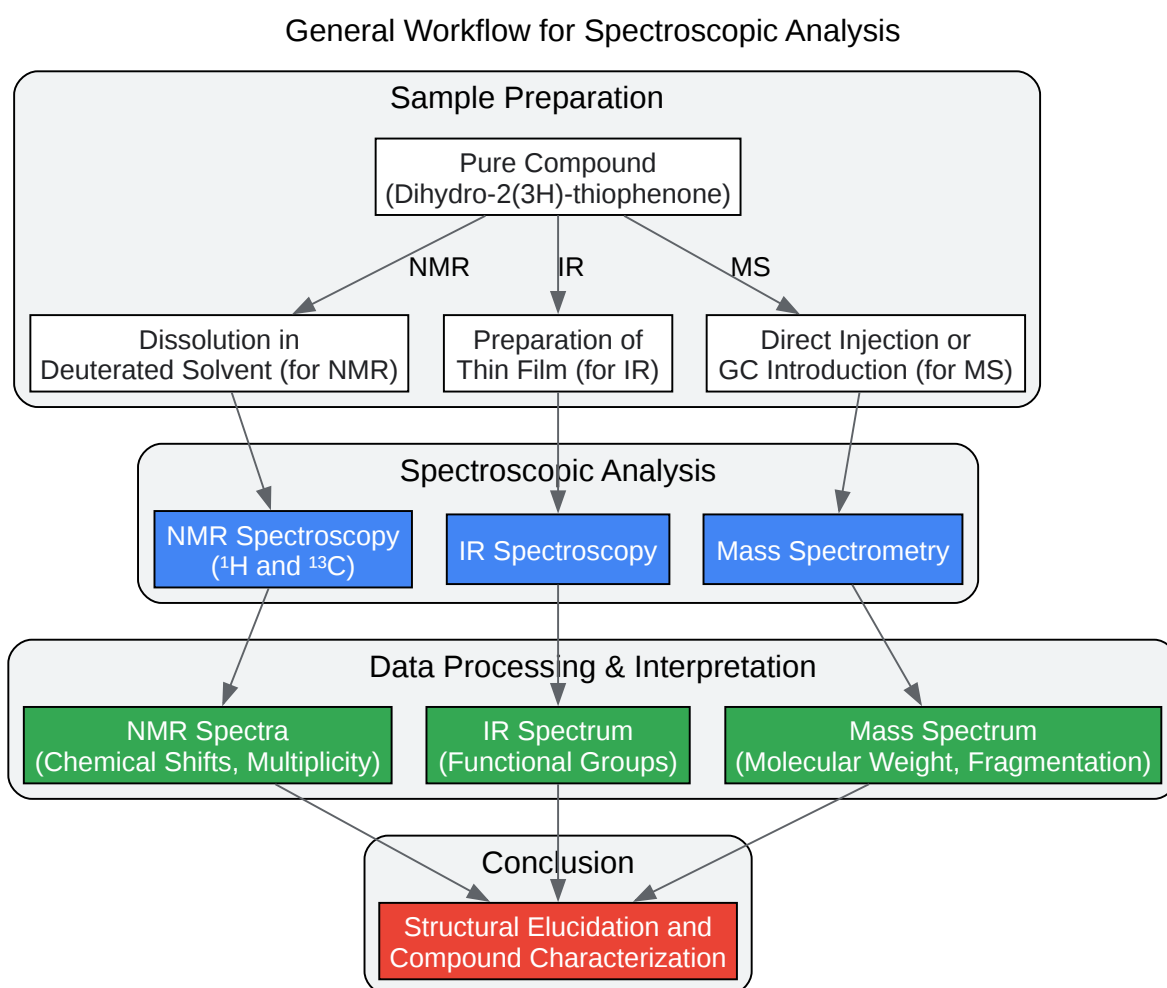 General Workflow for Spectroscopic Analysis
Sample Preparation
Pure Compound
(Dihydro-2(3H)-thiophenone)
NMR
IR
MS
Dissolution in
Deuterated Solvent (for NMR)
Preparation of
Thin Film (for IR)
Direct Injection or
GC Introduction (for MS)
Spectroscopic Analysis
NMR Spectroscopy
(¹H and ¹³C)
IR Spectroscopy
Mass Spectrometry
Data Processing & Interpretation
NMR Spectra
(Chemical Shifts, Multiplicity)
IR Spectrum
(Functional Groups)
Mass Spectrum
(Molecular Weight, Fragmentation)
Conclusion
Structural Elucidation and
Compound Characterization